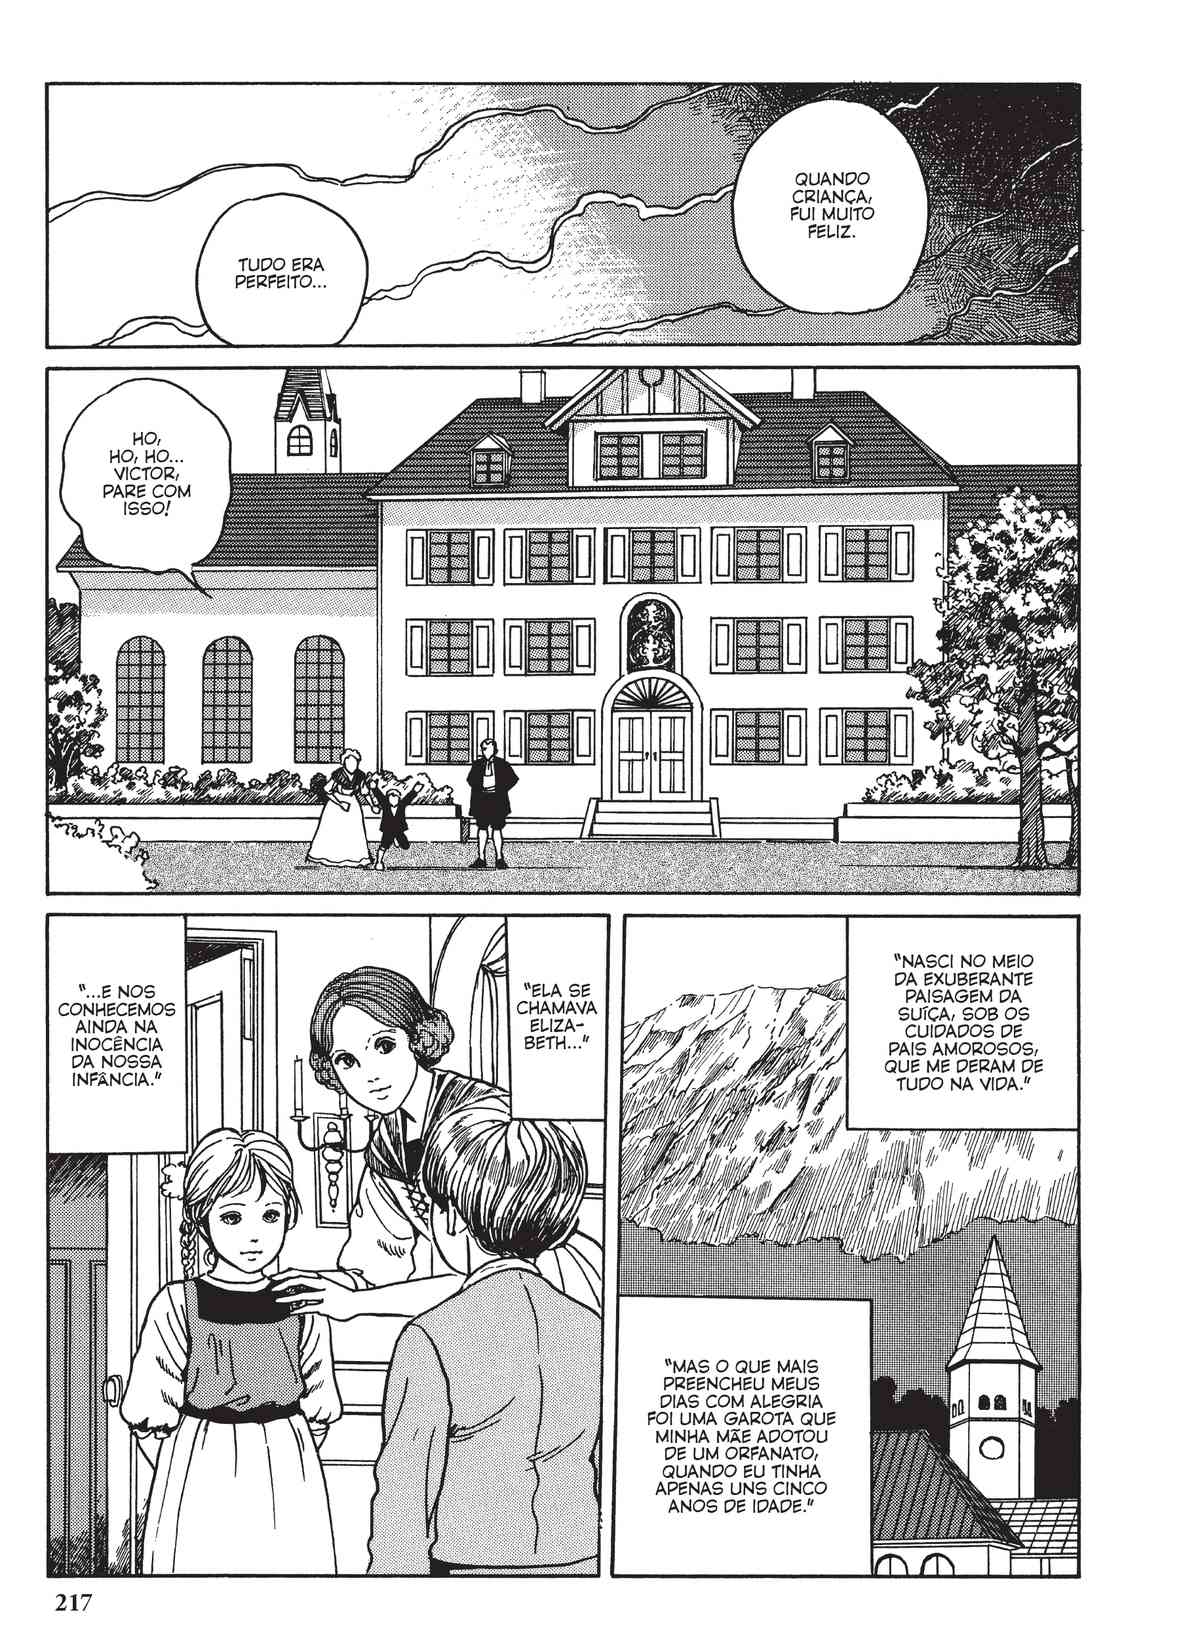 QUANDO
CRIANÇA,
FUI MUITO
FELIZ.
TUDO ERA
PERFEITO...
HO,
HO, HO...
VICTOR,
PARE COM
ISSO!
"NASCI NO MEIO
DA EXUBERANTE
PAISAGEM DA
SUÍÇA, SOB OS
CUIDADOS DE
PAIS AMOROSOS,
QUE ME DERAM DE
TUDO NA VIDA."
"MAS O QUE MAIS
PREENCHEU MEUS
DIAS COM ALEGRIA
FOI UMA GAROTA QUE
MINHA MÃE ADOTOU
DE UM ORFANATO,
QUANDO EU TINHA
APENAS UNS CINCO
ANOS DE IDADE."
"ELA SE
CHAMAVA
ELIZA-
BETH..."
"...E NOS
CONHECEMOS
AINDA NA
INOCÊNCIA
DA NOSSA
INFÂNCIA."
217